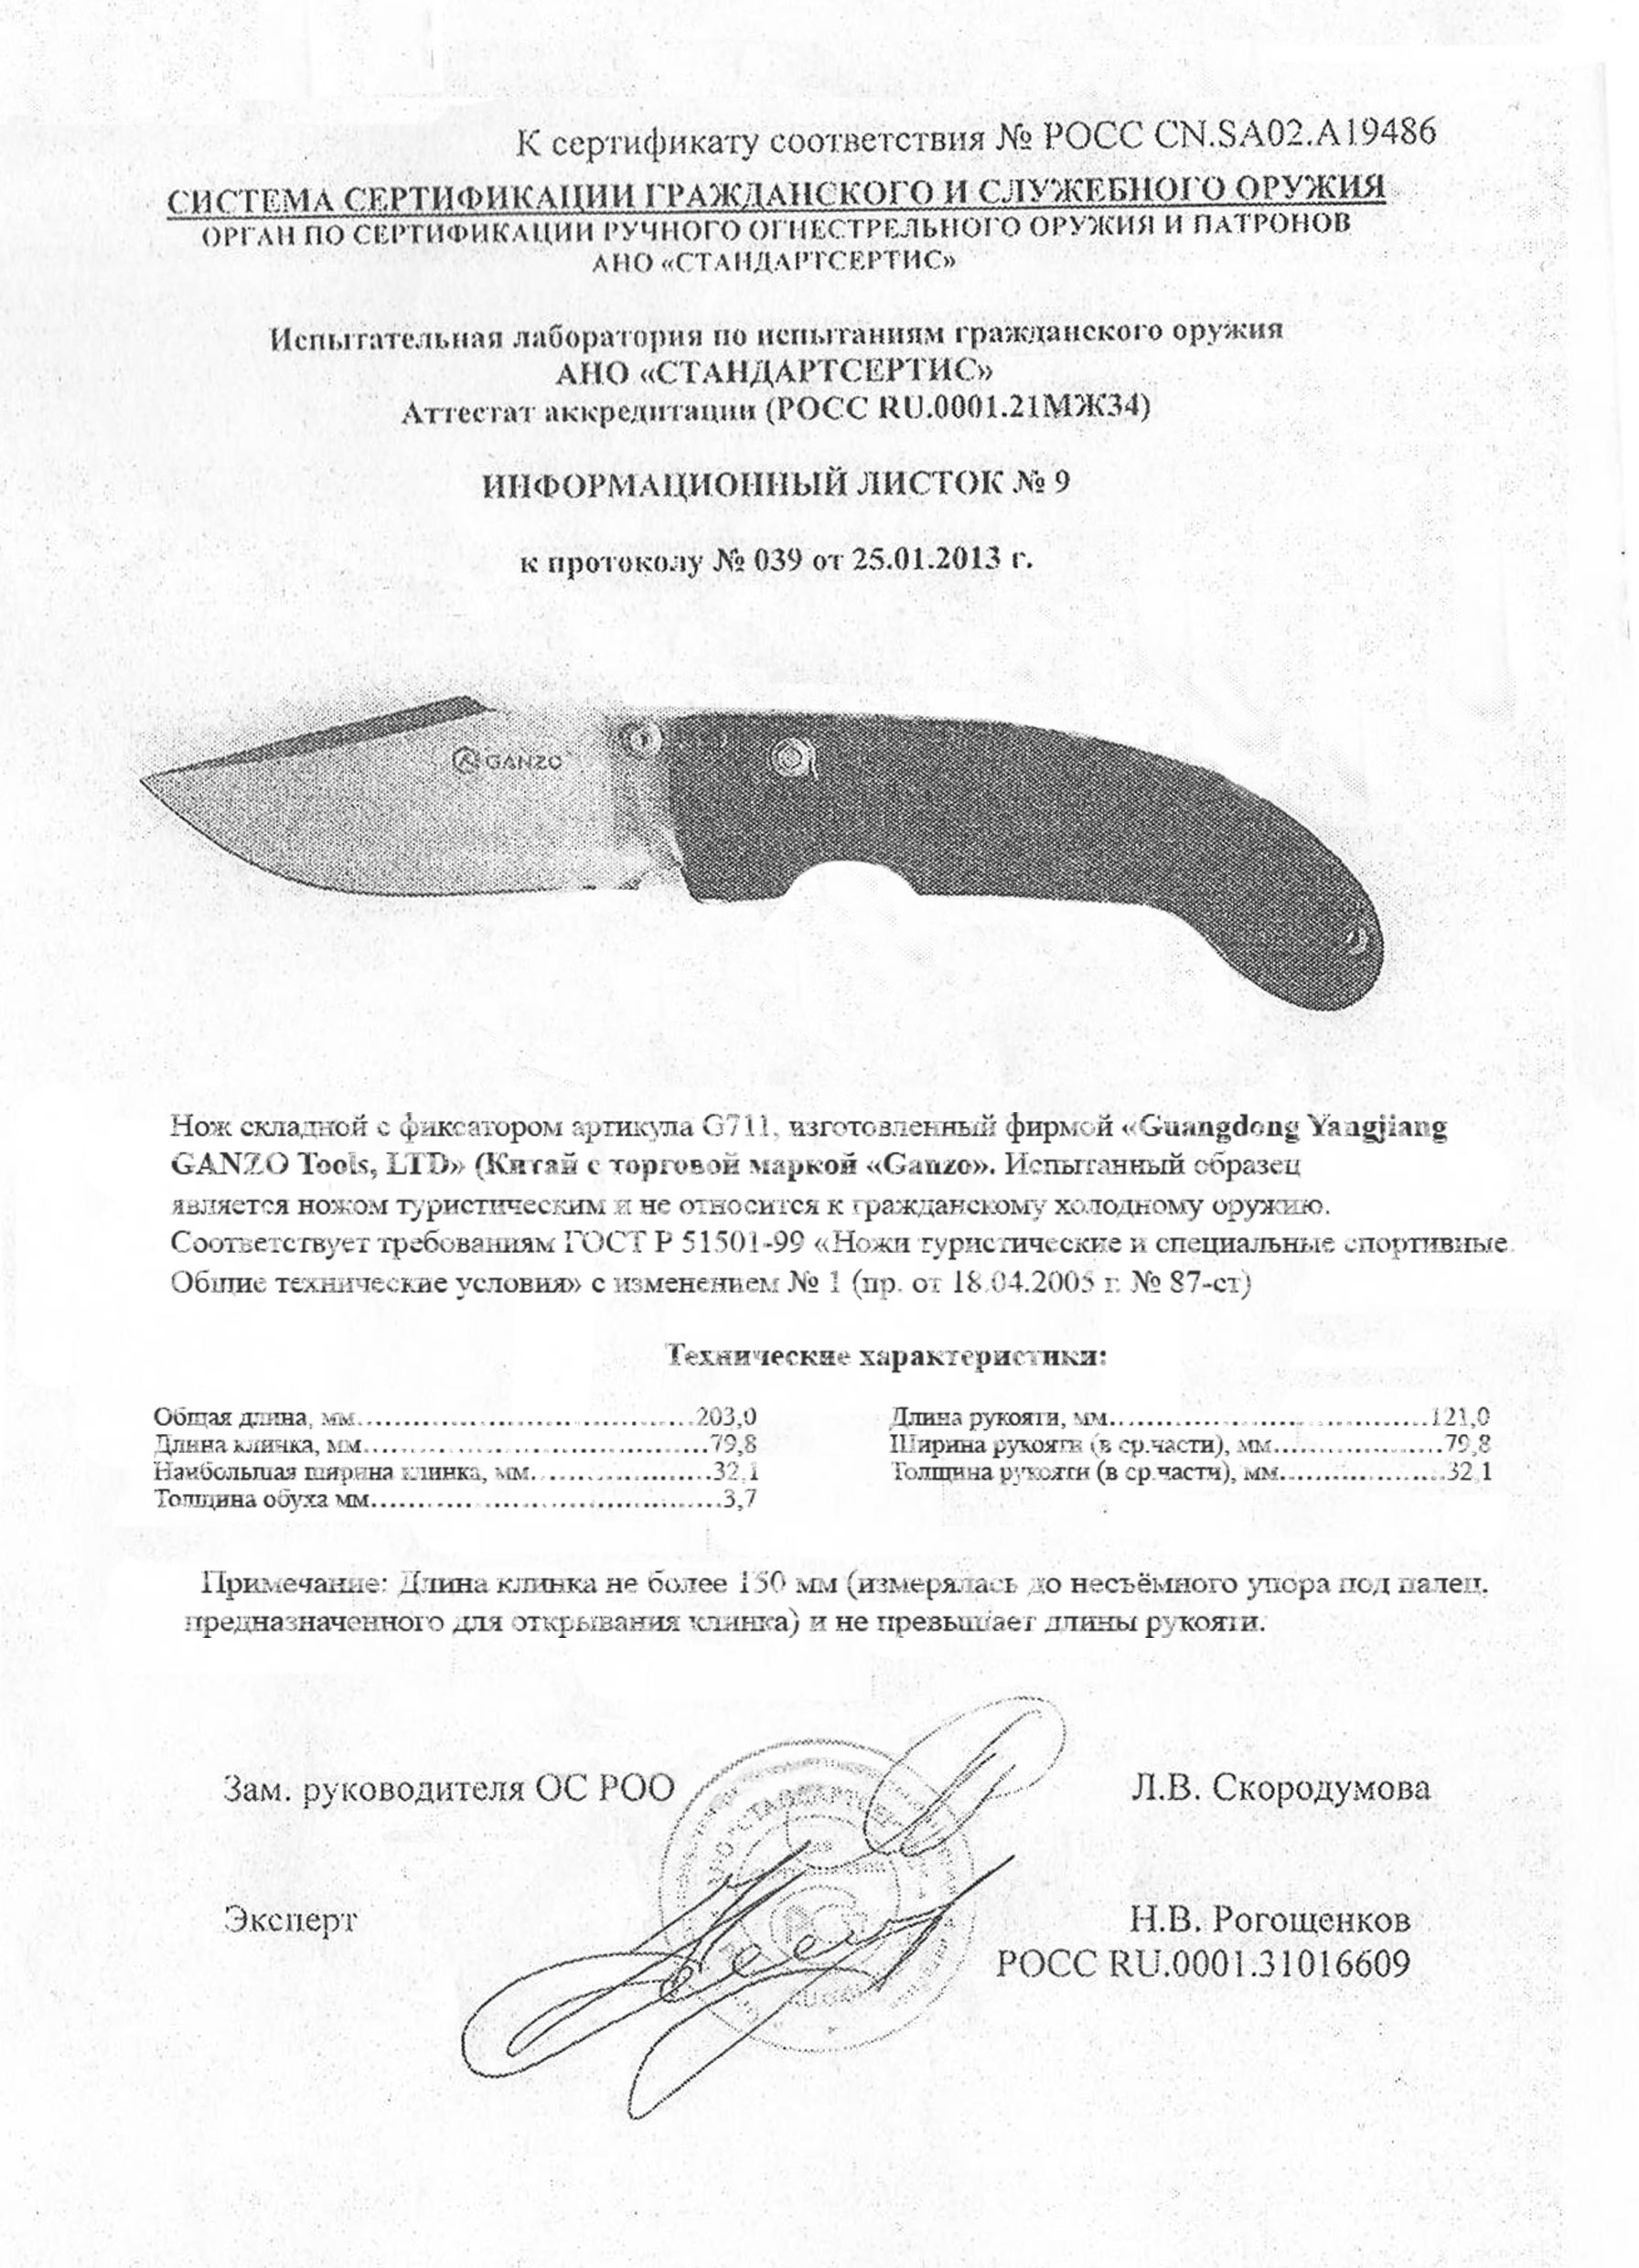 К сертификату соответствия № РОСС CN.SA02.A19486
СИСТЕМА СЕРТИФИКАЦИИ ГРАЖДАНСКОГО И СЛУЖЕБНОГО ОРУЖИЯ
ОРГАН ПО СЕРТИФИКАЦИИ РУЧНОГО ОГНЕСТРЕЛЬНОГО ОРУЖИЯ И ПАТРОНОВ
АНО «СТАНДАРТСЕРТИС»
Испытательная лаборатория по испытаниям гражданского оружия
АНО «СТАНДАРТСЕРТИС»
Аттестат аккредитации (РОСС RU.0001.21МЖ34)
ИНФОРМАЦИОННЫЙ ЛИСТОК № 9
к протоколу № 039 от 25.01.2013 г.
GANZO
Нож складной с фиксатором артикула G711, изготовленный фирмой «Guangdong Yangjiang
GANZO Tools, LTD» (Китай с торговой маркой «Ganzo». Испытанный образец
является ножом туристическим и не относится к гражданскому холодному оружию.
Соответствует требованиям ГОСТ Р 51501-99 «Ножи туристические и специальные спортивные.
Общие технические условия» с изменением № 1 (пр. от 18.04.2005 г. № 87-ст)
Технические характеристики:
Общая длина, мм........................................203,0
Длина клинка, мм........................................79,8
Наибольшая ширина клинка, мм......................32,1
Толщина обуха мм........................................3,7
Длина рукояти, мм......................................121,0
Ширина рукояти (в ср.части), мм....................79,8
Толщина рукояти (в ср.части), мм....................32,1
Примечание: Длина клинка не более 150 мм (измерялась до несъёмного упора под палец,
предназначенного для открывания клинка) и не превышает длины рукояти.
Зам. руководителя ОС РОО
Л.В. Скородумова
Эксперт
Н.В. Рогощенков
РОСС RU.0001.31016609